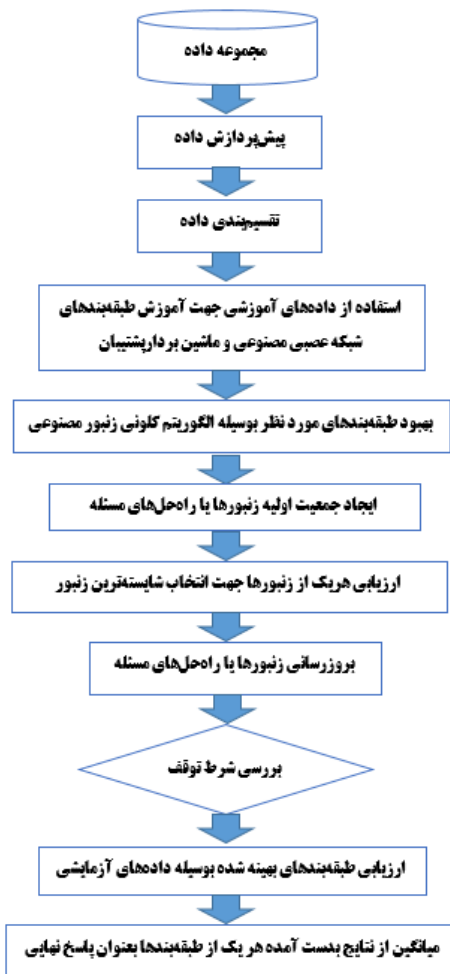 مجموعه داده
پیش‌پردازش داده
تقسیم‌بندی داده
استفاده از داده‌های آموزشی جهت آموزش طبقه‌بندهای
شبکه عصبی مصنوعی و ماشین بردارپشتیبان
بهبود طبقه‌بندهای مورد نظر بوسیله الگوریتم کلونی زنبور مصنوعی
ایجاد جمعیت اولیه زنبورها یا راه‌حل‌های مسئله
ارزیابی هریک از زنبورها جهت انتخاب شایسته‌ترین زنبور
بروزرسانی زنبورها یا راه‌حل‌های مسئله
بررسی شرط توقف
ارزیابی طبقه‌بندهای بهینه شده بوسیله داده‌های آزمایشی
میانگین از نتایج بدست آمده هر یک از طبقه‌بندها بعنوان پاسخ نهایی